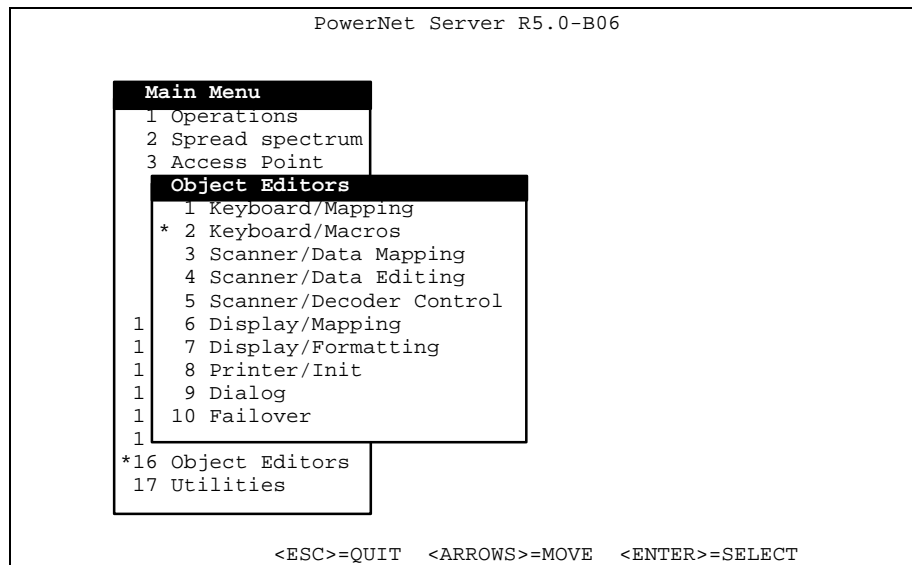 PowerNet Server R5.0-B06
Main Menu
1 Operations
2 Spread spectrum
3 Access Point
Object Editors
1 Keyboard/Mapping
* 2 Keyboard/Macros
3 Scanner/Data Mapping
4 Scanner/Data Editing
5 Scanner/Decoder Control
1 6 Display/Mapping
1 7 Display/Formatting
1 8 Printer/Init
1 9 Dialog
1 10 Failover
1
*16 Object Editors
17 Utilities
<ESC>=QUIT <ARROWS>=MOVE <ENTER>=SELECT